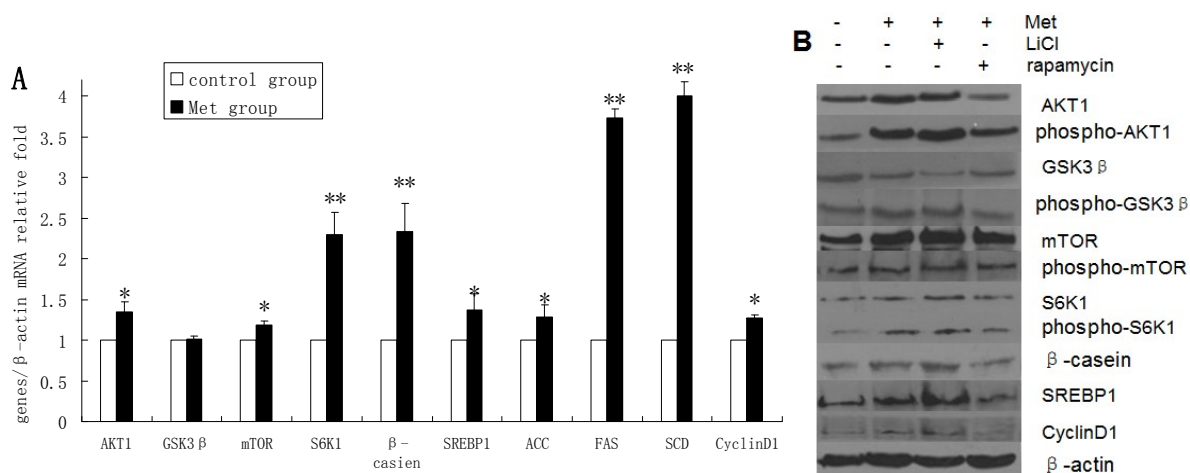 A
control group
Met group
genes/β-actin mRNA relative fold
4
3.5
3
2.5
2
1.5
1
0.5
0
*
*
**
**
*
*
**
**
*
AKT1
GSK3β
mTOR
S6K1
β-
casien
SREBP1
ACC
FAS
SCD
CyclinD1
B
- + + + Met
- - + - LiCl
- - - + rapamycin
AKT1
phospho-AKT1
GSK3β
phospho-GSK3β
mTOR
phospho-mTOR
S6K1
phospho-S6K1
β-casein
SREBP1
CyclinD1
β-actin